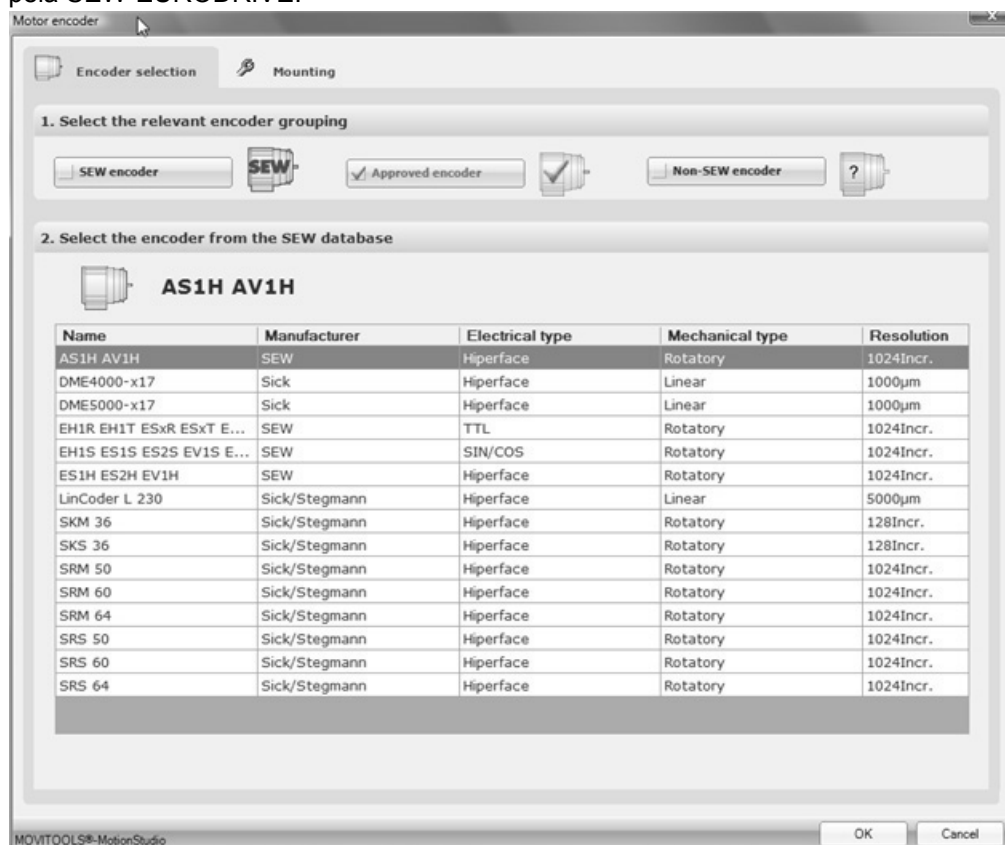 pela SEW-EURODRIVE.
Motor encoder
Encoder selection Mounting
1. Select the relevant encoder grouping
SEW encoder SEW Approved encoder Non-SEW encoder ?
2. Select the encoder from the SEW database
AS1H AV1H
Name Manufacturer Electrical type Mechanical type Resolution
AS1H AV1H SEW Hiperface Rotatory 1024Incr.
DME4000-x17 Sick Hiperface Linear 1000µm
DME5000-x17 Sick Hiperface Linear 1000µm
EH1R EH1T ESxR ESxT E... SEW TTL Rotatory 1024Incr.
EH1S ES1S ES2S EV1S E... SEW SIN/COS Rotatory 1024Incr.
ES1H ES2H EV1H SEW Hiperface Rotatory 1024Incr.
LinCoder L 230 Sick/Stegmann Hiperface Linear 5000µm
SKM 36 Sick/Stegmann Hiperface Rotatory 128Incr.
SKS 36 Sick/Stegmann Hiperface Rotatory 128Incr.
SRM 50 Sick/Stegmann Hiperface Rotatory 1024Incr.
SRM 60 Sick/Stegmann Hiperface Rotatory 1024Incr.
SRM 64 Sick/Stegmann Hiperface Rotatory 1024Incr.
SRS 50 Sick/Stegmann Hiperface Rotatory 1024Incr.
SRS 60 Sick/Stegmann Hiperface Rotatory 1024Incr.
SRS 64 Sick/Stegmann Hiperface Rotatory 1024Incr.
MOVITOOLS®-MotionStudio OK Cancel